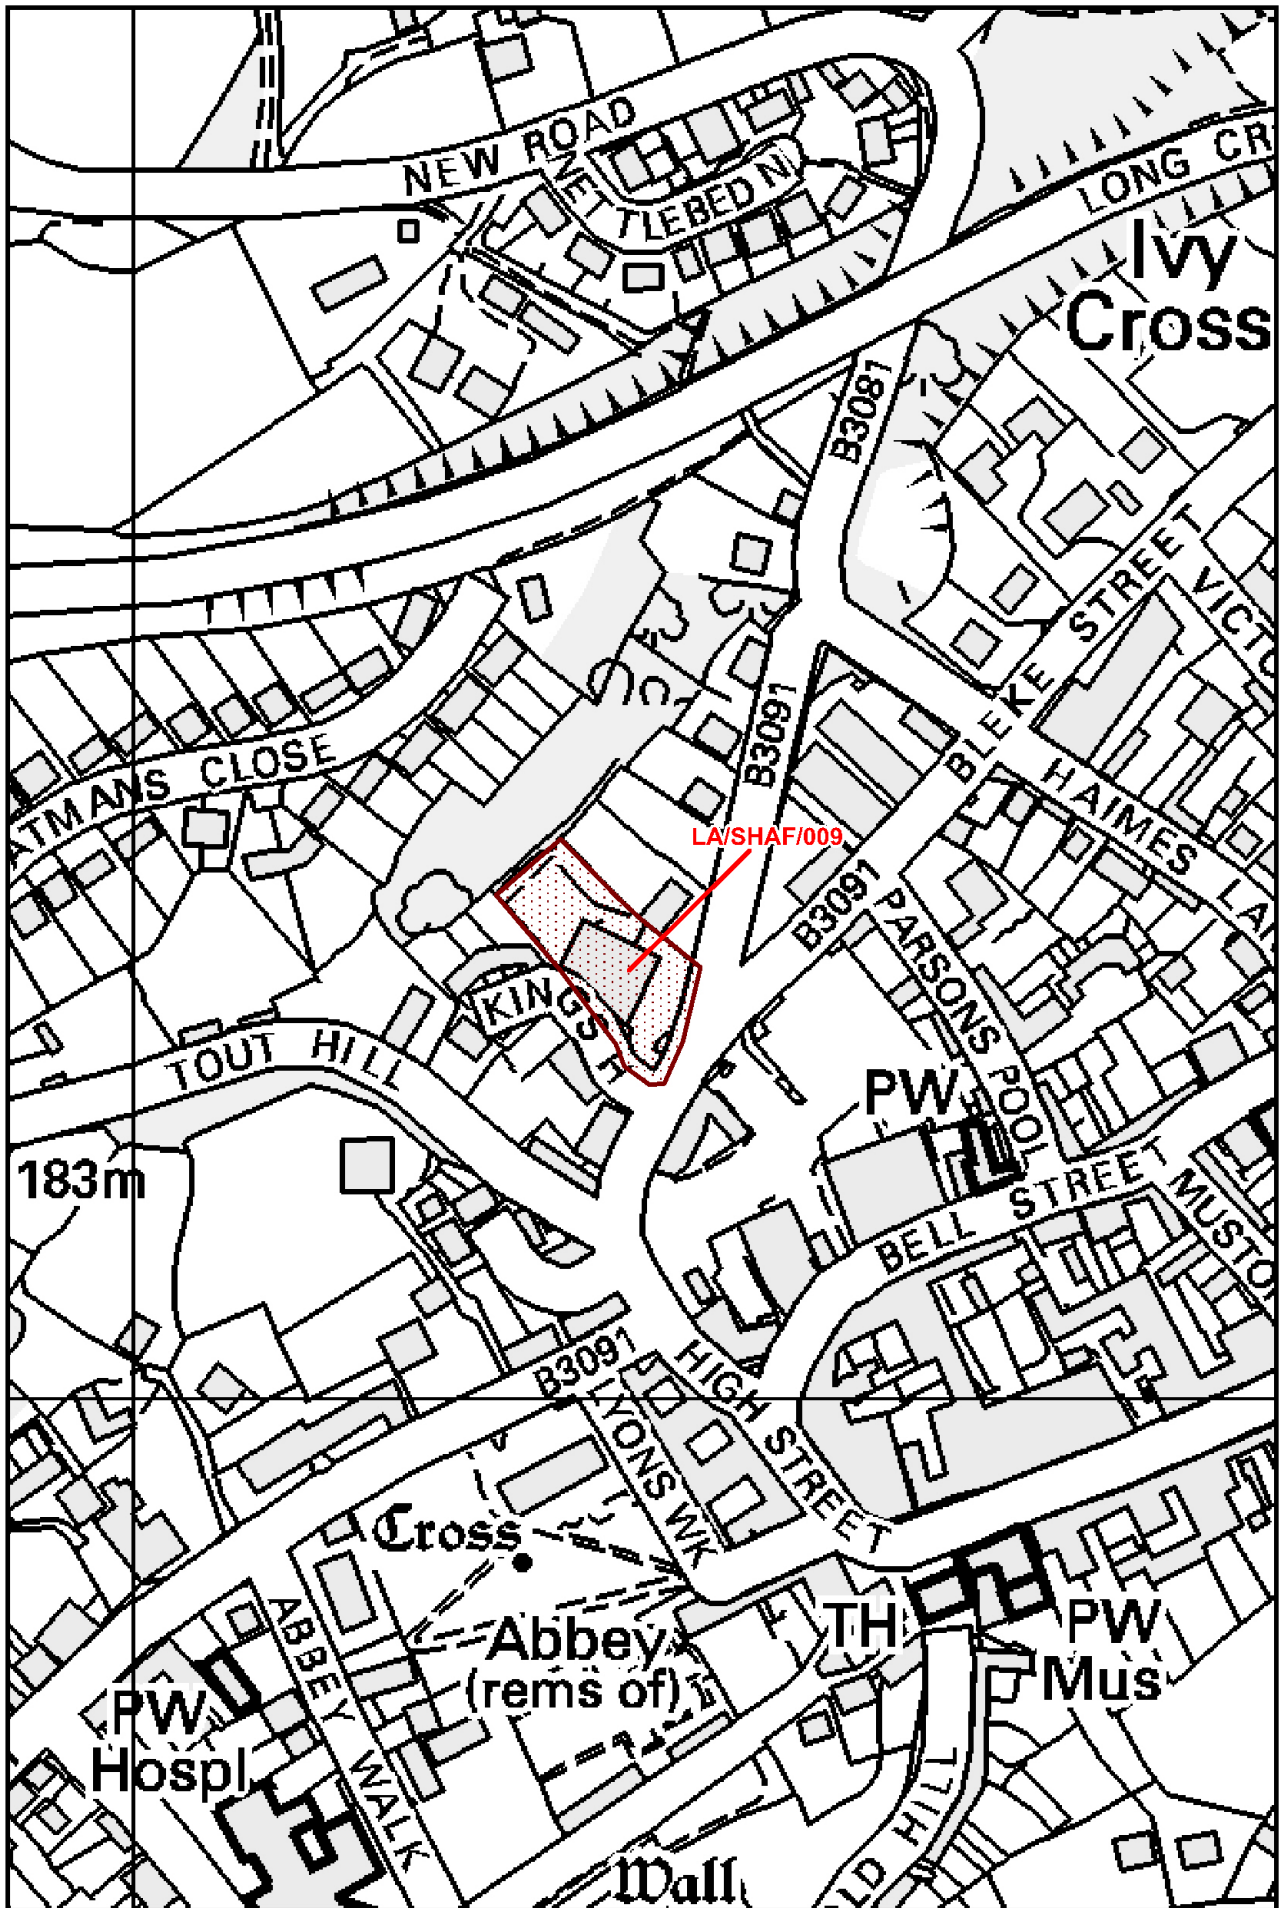 NEW ROAD
NETTLEBED N
LONG CR
Ivy
Cross
B3081
BLEKE STREET
VICTO
ATMANS CLOSE
B3091
HAIMES LA
LA/SHAF/009
B3091
PARSONS POOL
KINGS H
TOUT HILL
PW
183m
BELL STREET
MUSTO
B3091
HIGH STREET
LYONS WK
Cross
Abbey
(rems of)
TH
PW
Mus
ABBEY WALK
PW
Hospl
LD HILL
Wall